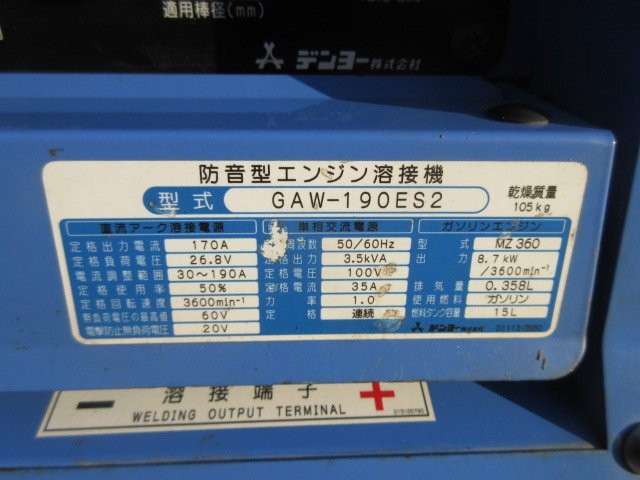 適用棒径(mm)
デンヨー株式会社
防音型エンジン溶接機
型式 GAW-190ES2
乾燥質量
105kg
直流アーク溶接電源
定格出力電流 170A
定格負荷電圧 26.8V
電流調整範囲 30～190A
定格使用率 50%
定格回転速度 3600min⁻¹
無負荷電圧の最高値 60V
電撃防止無負荷電圧 20V
単相交流電源
周波数 50/60Hz
3.5kVA
定格電圧 100V
定格電流 35A
力率 1.0
定格 連続
ガソリンエンジン
型式 MZ360
出力 8.7kW
/3600min⁻¹
排気量 0.358L
使用燃料 ガソリン
燃料タンク容量 15L
デンヨー株式会社
− 溶接端子 +
WELDING OUTPUT TERMINAL